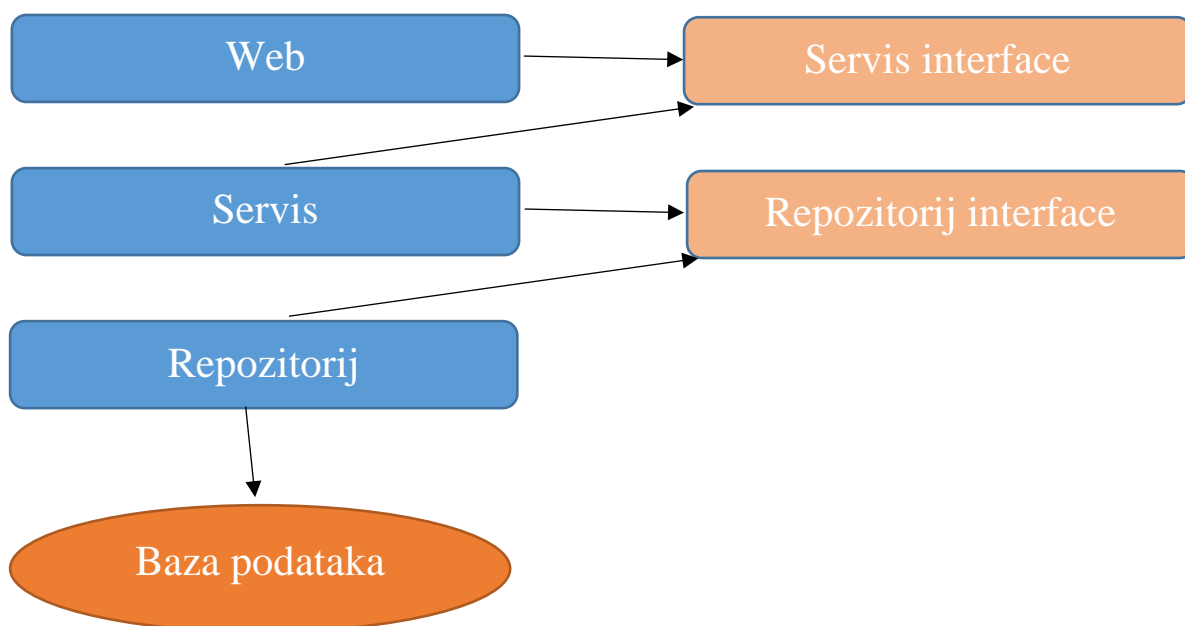 Web
Servis interface
Servis
Repozitorij interface
Repozitorij
Baza podataka